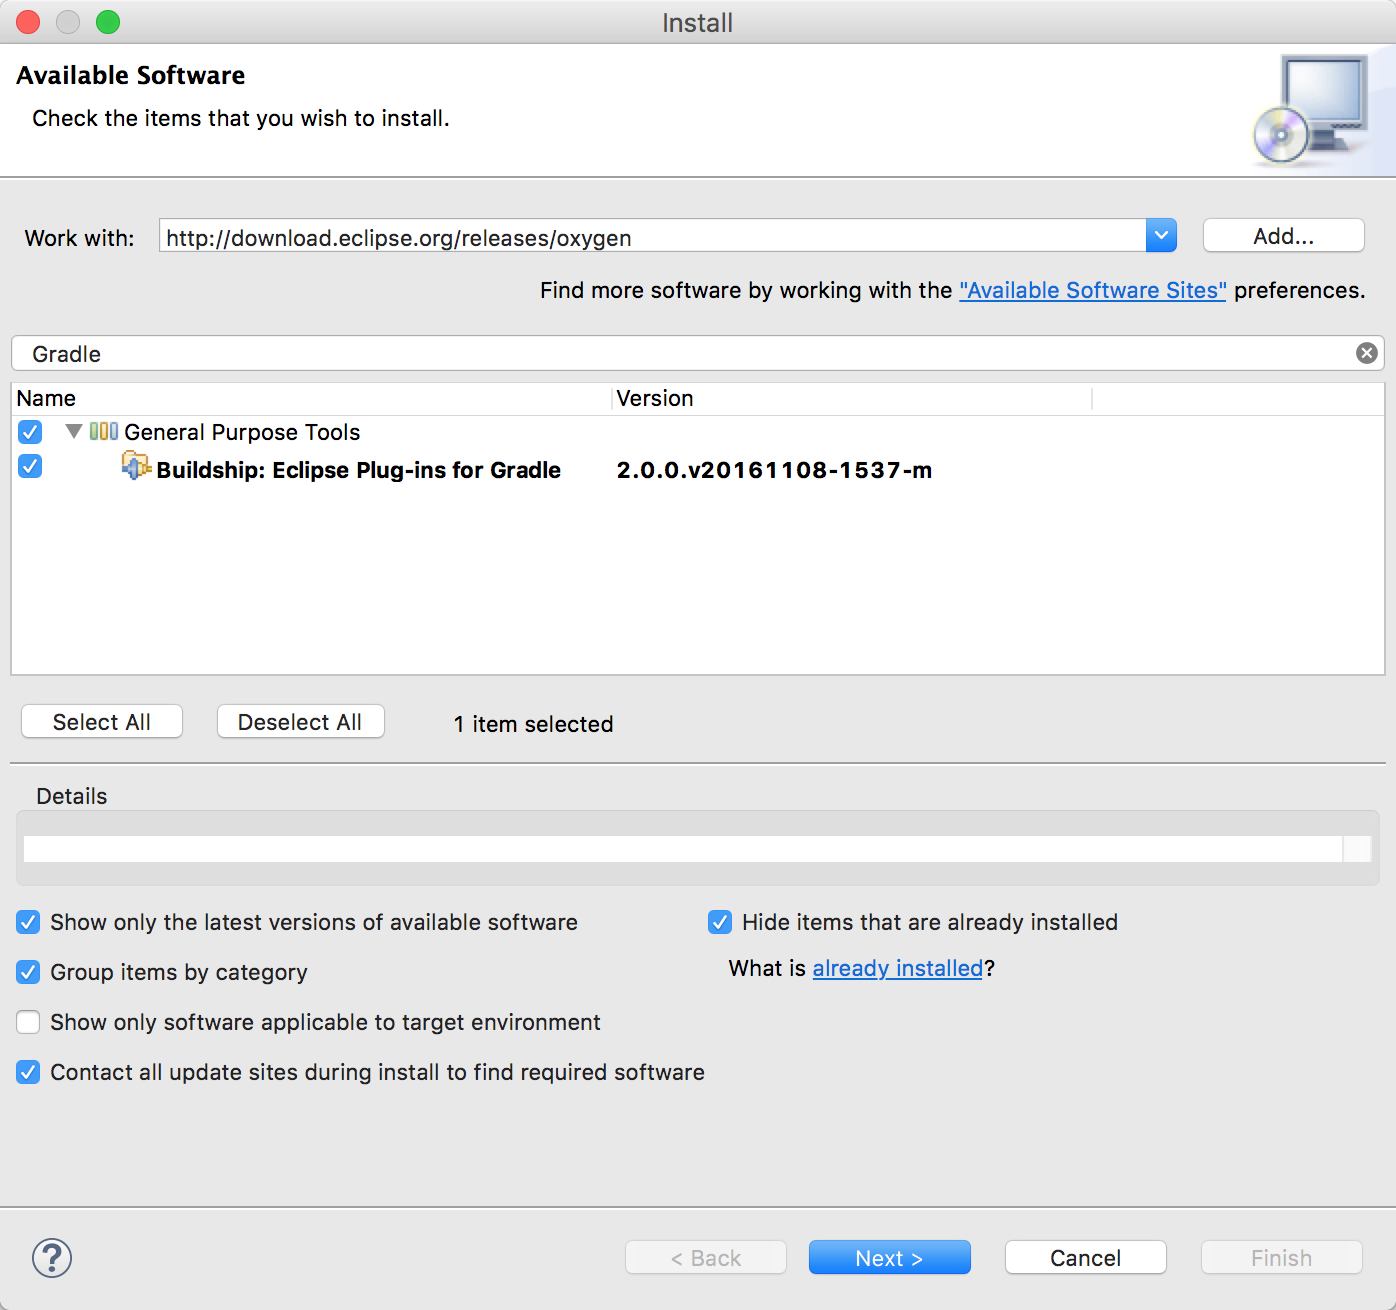 Install
Available Software
Check the items that you wish to install.
Work with: http://download.eclipse.org/releases/oxygen Add...
Find more software by working with the "Available Software Sites" preferences.
Gradle
Name Version
General Purpose Tools
Buildship: Eclipse Plug-ins for Gradle 2.0.0.v20161108-1537-m
Select All Deselect All 1 item selected
Details
Show only the latest versions of available software Hide items that are already installed
Group items by category What is already installed?
Show only software applicable to target environment
Contact all update sites during install to find required software
? < Back Next > Cancel Finish